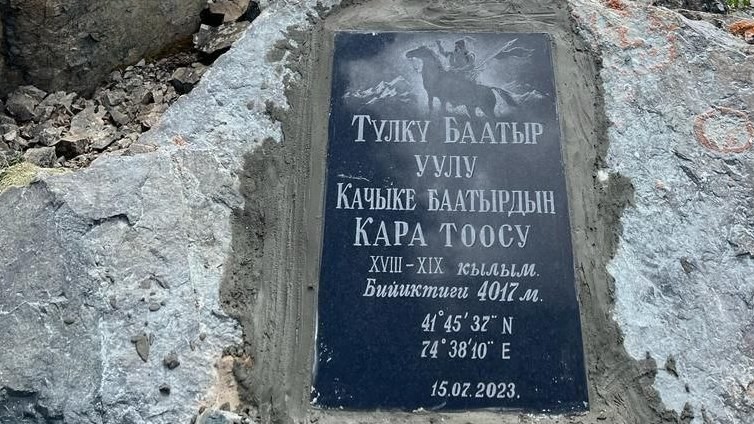 Түлкү Баатыр
уулу
Качыке баатырдын
Кара тоосу
XVIII-XIX кылым.
Бийиктиги 4017 м.
41°45'37" N
74°38'10" E
15.07.2023.